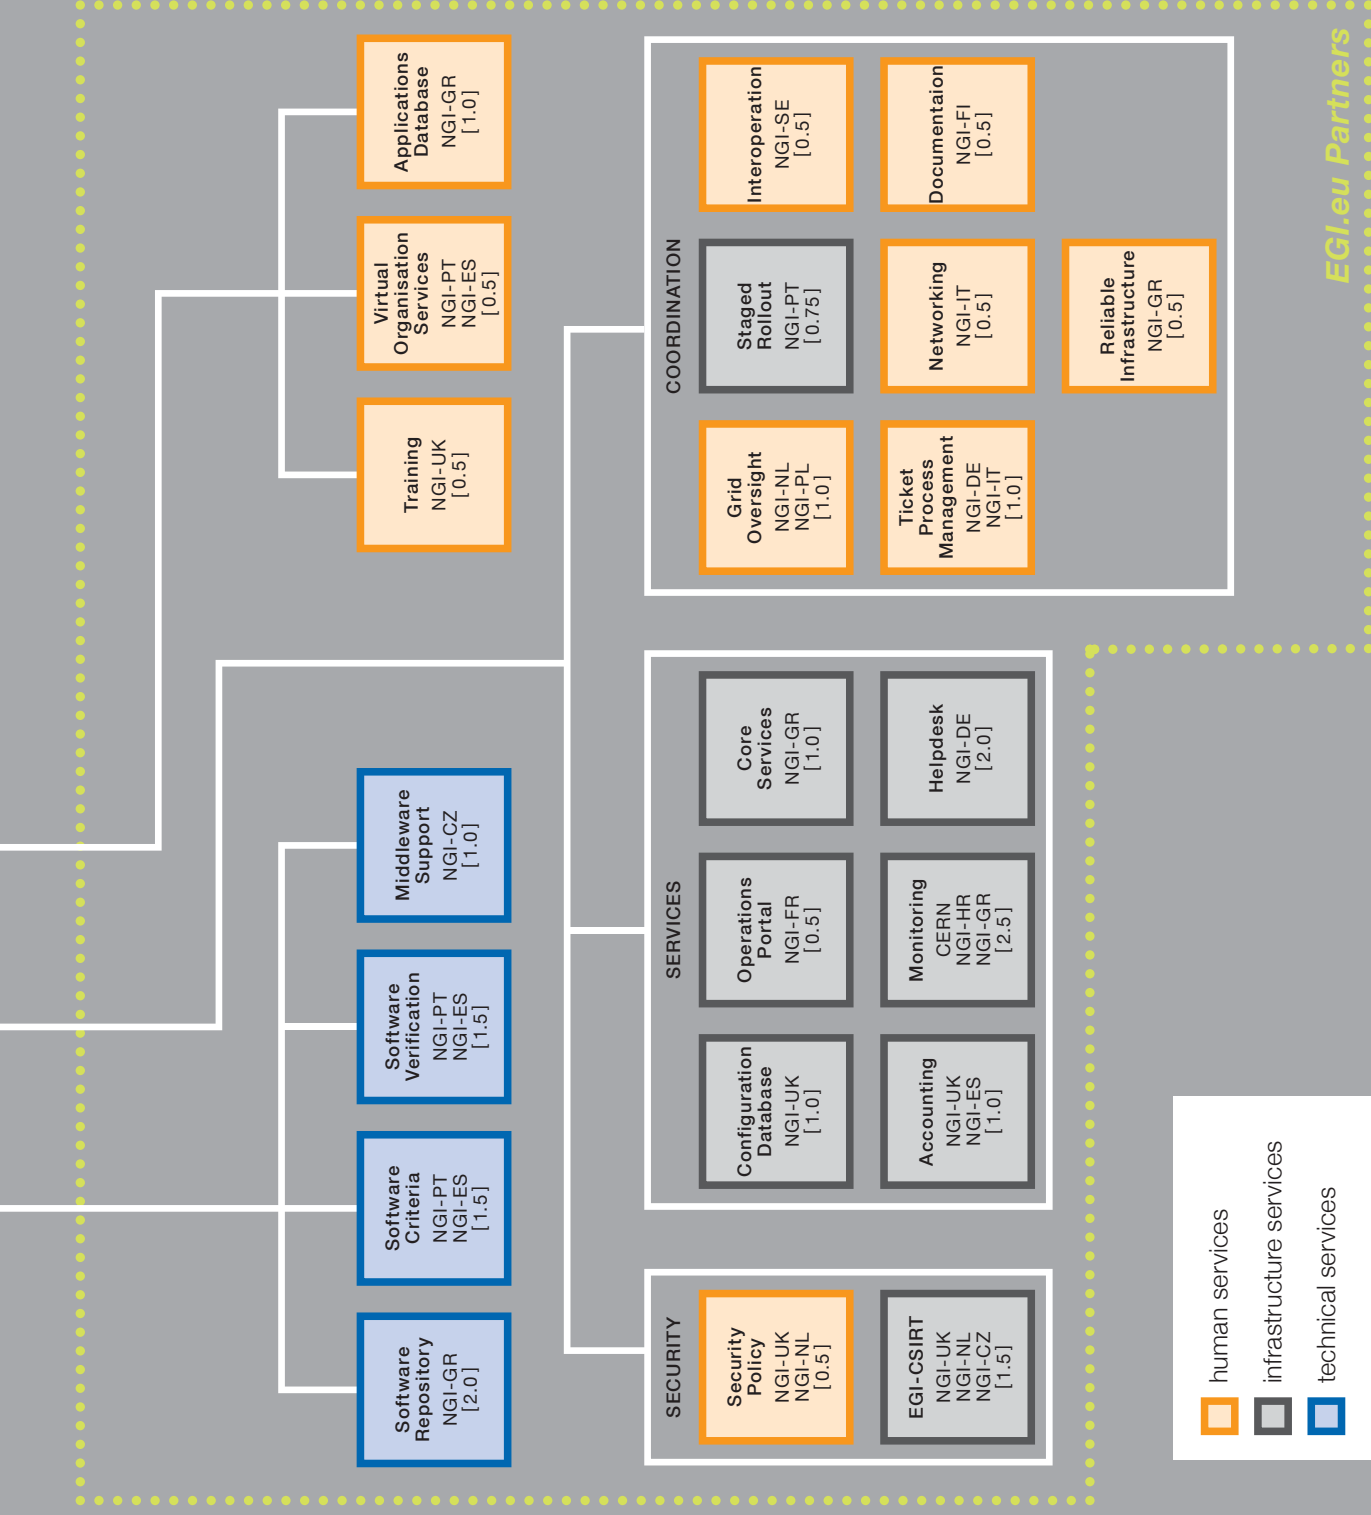 Software
Repository
NGI-GR
[2.0]
Software
Criteria
NGI-PT
NGI-ES
[1.5]
Software
Verification
NGI-PT
NGI-ES
[1.5]
Middleware
Support
NGI-CZ
[1.0]
Training
NGI-UK
[0.5]
Virtual
Organisation
Services
NGI-PT
NGI-ES
[0.5]
Applications
Database
NGI-GR
[1.0]
SECURITY
Security
Policy
NGI-UK
NGI-NL
[0.5]
EGI-CSIRT
NGI-UK
NGI-NL
NGI-CZ
[1.5]
SERVICES
Configuration
Database
NGI-UK
[1.0]
Operations
Portal
NGI-FR
[0.5]
Core
Services
NGI-GR
[1.0]
Accounting
NGI-UK
NGI-ES
[1.0]
Monitoring
CERN
NGI-HR
NGI-GR
[2.5]
Helpdesk
NGI-DE
[2.0]
COORDINATION
Grid
Oversight
NGI-NL
NGI-PL
[1.0]
Staged
Rollout
NGI-PT
[0.75]
Interoperation
NGI-SE
[0.5]
Ticket
Process
Management
NGI-DE
NGI-IT
[1.0]
Networking
NGI-IT
[0.5]
Documentaion
NGI-FI
[0.5]
Reliable
Infrastructure
NGI-GR
[0.5]
EGI.eu Partners
human services
infrastructure services
technical services